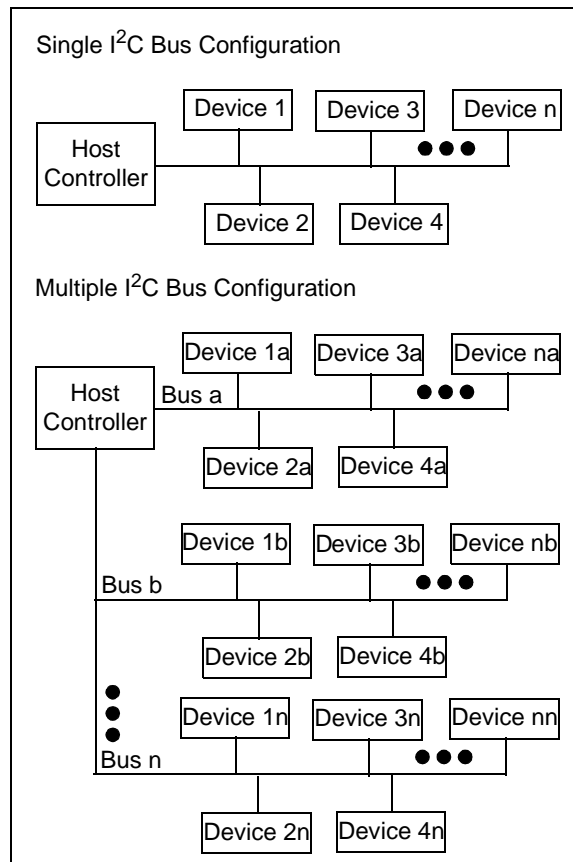 Single I²C Bus Configuration
Device 1 Device 3 Device n
Host
Controller
Device 2 Device 4
Multiple I²C Bus Configuration
Device 1a Device 3a Device na
Host
Controller
Bus a
Device 2a Device 4a
Device 1b Device 3b Device nb
Bus b
Device 2b Device 4b
Device 1n Device 3n Device nn
Bus n
Device 2n Device 4n